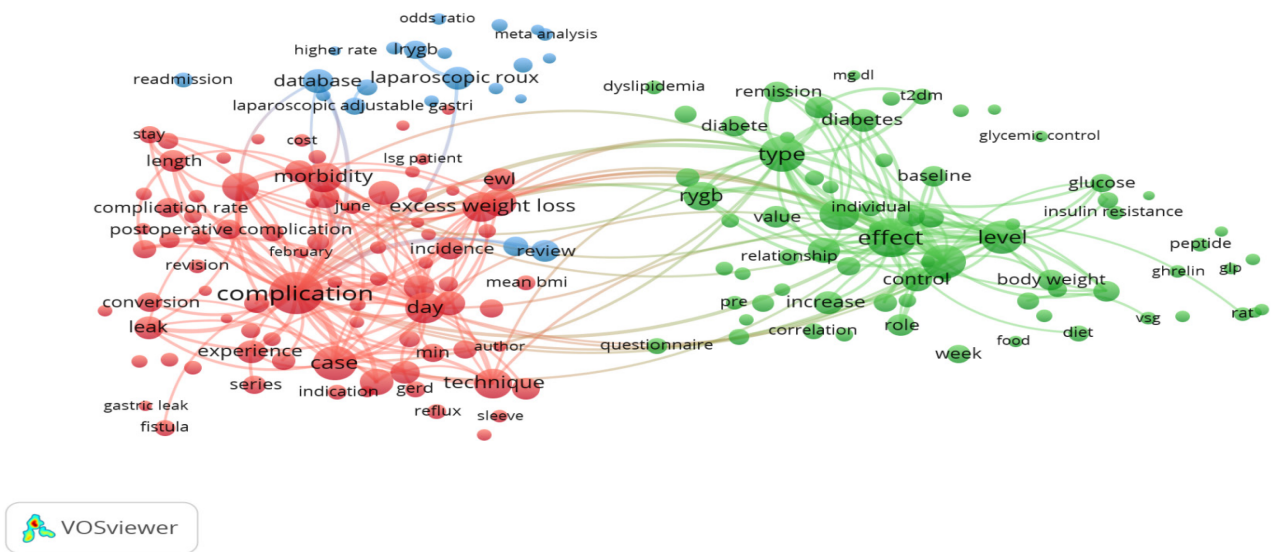 odds ratio
meta analysis
higher rate
lrygb
readmission
database
laparoscopic roux
laparoscopic adjustable gastri
stay
cost
length
lsg patient
morbidity
ewl
complication rate
june
excess weight loss
postoperative complication
february
incidence
review
revision
mean bmi
complication
conversion
day
leak
experience
min
author
case
series
indication
gerd
technique
gastric leak
reflux
sleeve
fistula
mg dl
dyslipidemia
remission
t2dm
diabete
diabetes
glycemic control
type
baseline
glucose
rygb
value
individual
insulin resistance
effect
level
peptide
relationship
ghrelin
glp
control
body weight
pre
increase
vsg
rat
correlation
role
diet
questionnaire
food
week
VOSviewer